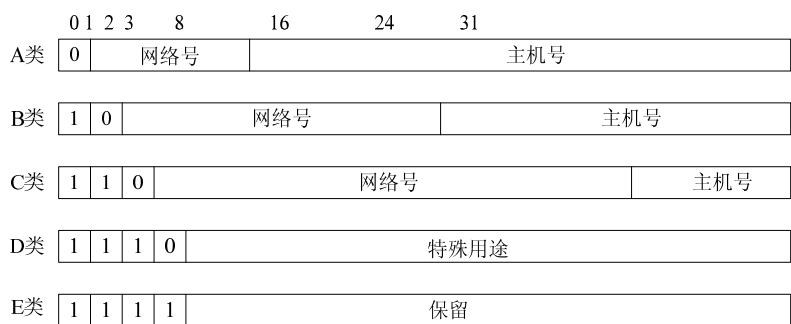 0 1 2 3 8 16 24 31
A类 0 网络号 主机号
B类 1 0 网络号 主机号
C类 1 1 0 网络号 主机号
D类 1 1 1 0 特殊用途
E类 1 1 1 1 保留